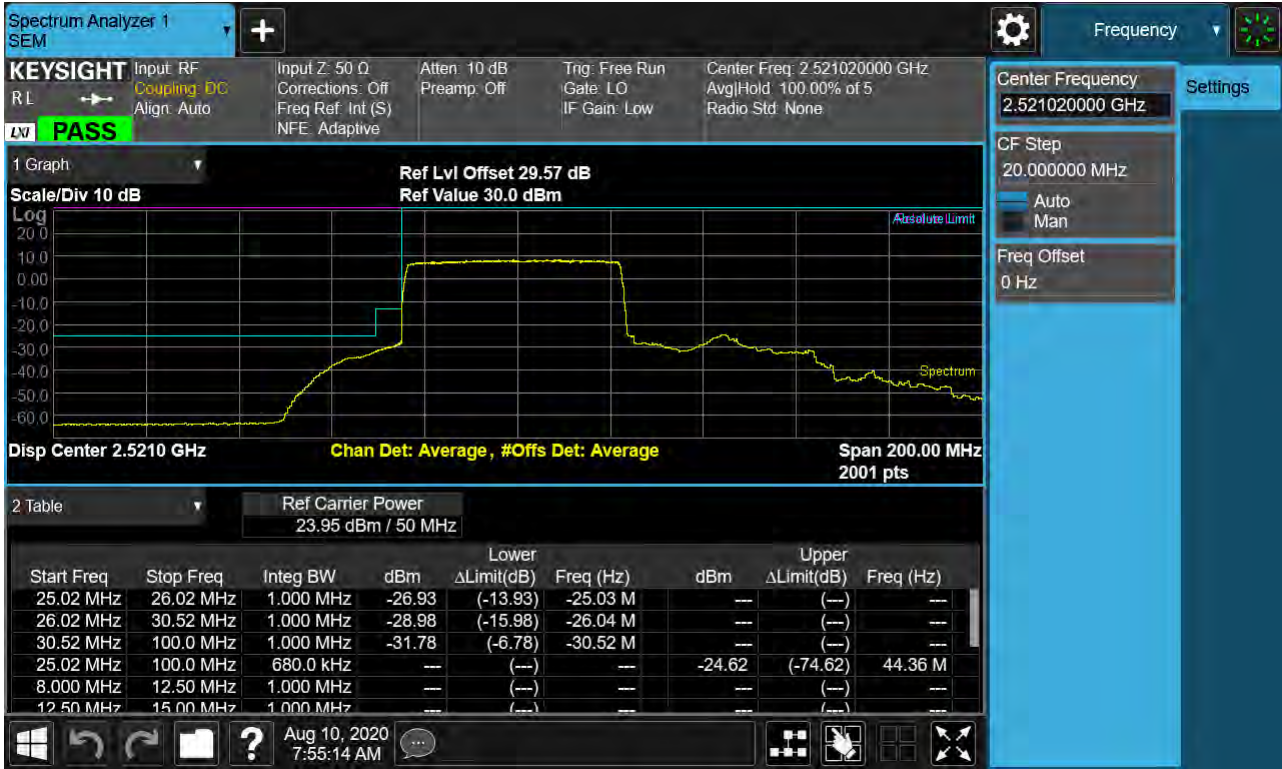 Spectrum Analyzer 1
SEM
Frequency
KEYSIGHT
Input: RF
Input Z: 50 Ω
Atten: 10 dB
Trig: Free Run
Center Freq: 2.521020000 GHz
R L
Coupling: DC
Corrections: Off
Preamp: Off
Gate: LO
Avg|Hold: 100.00% of 5
Align: Auto
Freq Ref: Int (S)
IF Gain: Low
Radio Std: None
LXI
PASS
NFE: Adaptive
Center Frequency
2.521020000 GHz
Settings
CF Step
20.000000 MHz
Auto
Man
Freq Offset
0 Hz
1 Graph
Ref Lvl Offset 29.57 dB
Scale/Div 10 dB
Ref Value 30.0 dBm
Log
Absolute Limit
20.0
10.0
0.00
-10.0
-20.0
-30.0
-40.0
Spectrum
-50.0
-60.0
Disp Center 2.5210 GHz
Chan Det: Average, #Offs Det: Average
Span 200.00 MHz
2001 pts
2 Table
Ref Carrier Power
23.95 dBm / 50 MHz
Lower Upper
Start Freq Stop Freq Integ BW dBm ΔLimit(dB) Freq (Hz) dBm ΔLimit(dB) Freq (Hz)
25.02 MHz 26.02 MHz 1.000 MHz -26.93 (-13.93) -25.03 M --- (---) ---
26.02 MHz 30.52 MHz 1.000 MHz -28.98 (-15.98) -26.04 M --- (---) ---
30.52 MHz 100.0 MHz 1.000 MHz -31.78 (-6.78) -30.52 M --- (---) ---
25.02 MHz 100.0 MHz 680.0 kHz --- (---) --- -24.62 (-74.62) 44.36 M
8.000 MHz 12.50 MHz 1.000 MHz --- (---) --- --- (---) ---
12.50 MHz 15.00 MHz 1.000 MHz --- (---) --- --- (---) ---
Aug 10, 2020
7:55:14 AM